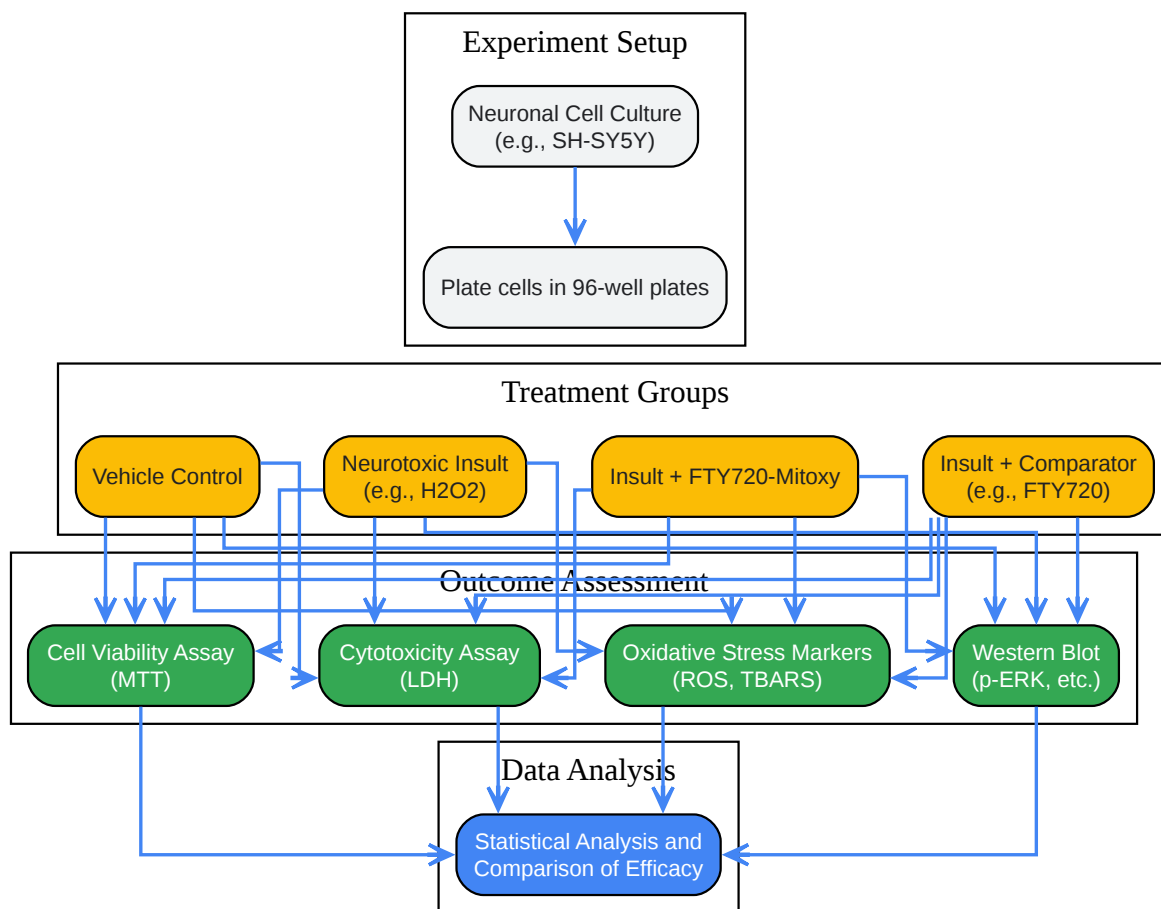 Experiment Setup
Neuronal Cell Culture
(e.g., SH-SY5Y)
Plate cells in 96-well plates
Treatment Groups
Vehicle Control
Neurotoxic Insult
(e.g., H2O2)
Insult + FTY720-Mitoxy
Insult + Comparator
(e.g., FTY720)
Outcome Assessment
Cell Viability Assay
(MTT)
Cytotoxicity Assay
(LDH)
Oxidative Stress Markers
(ROS, TBARS)
Western Blot
(p-ERK, etc.)
Data Analysis
Statistical Analysis and
Comparison of Efficacy